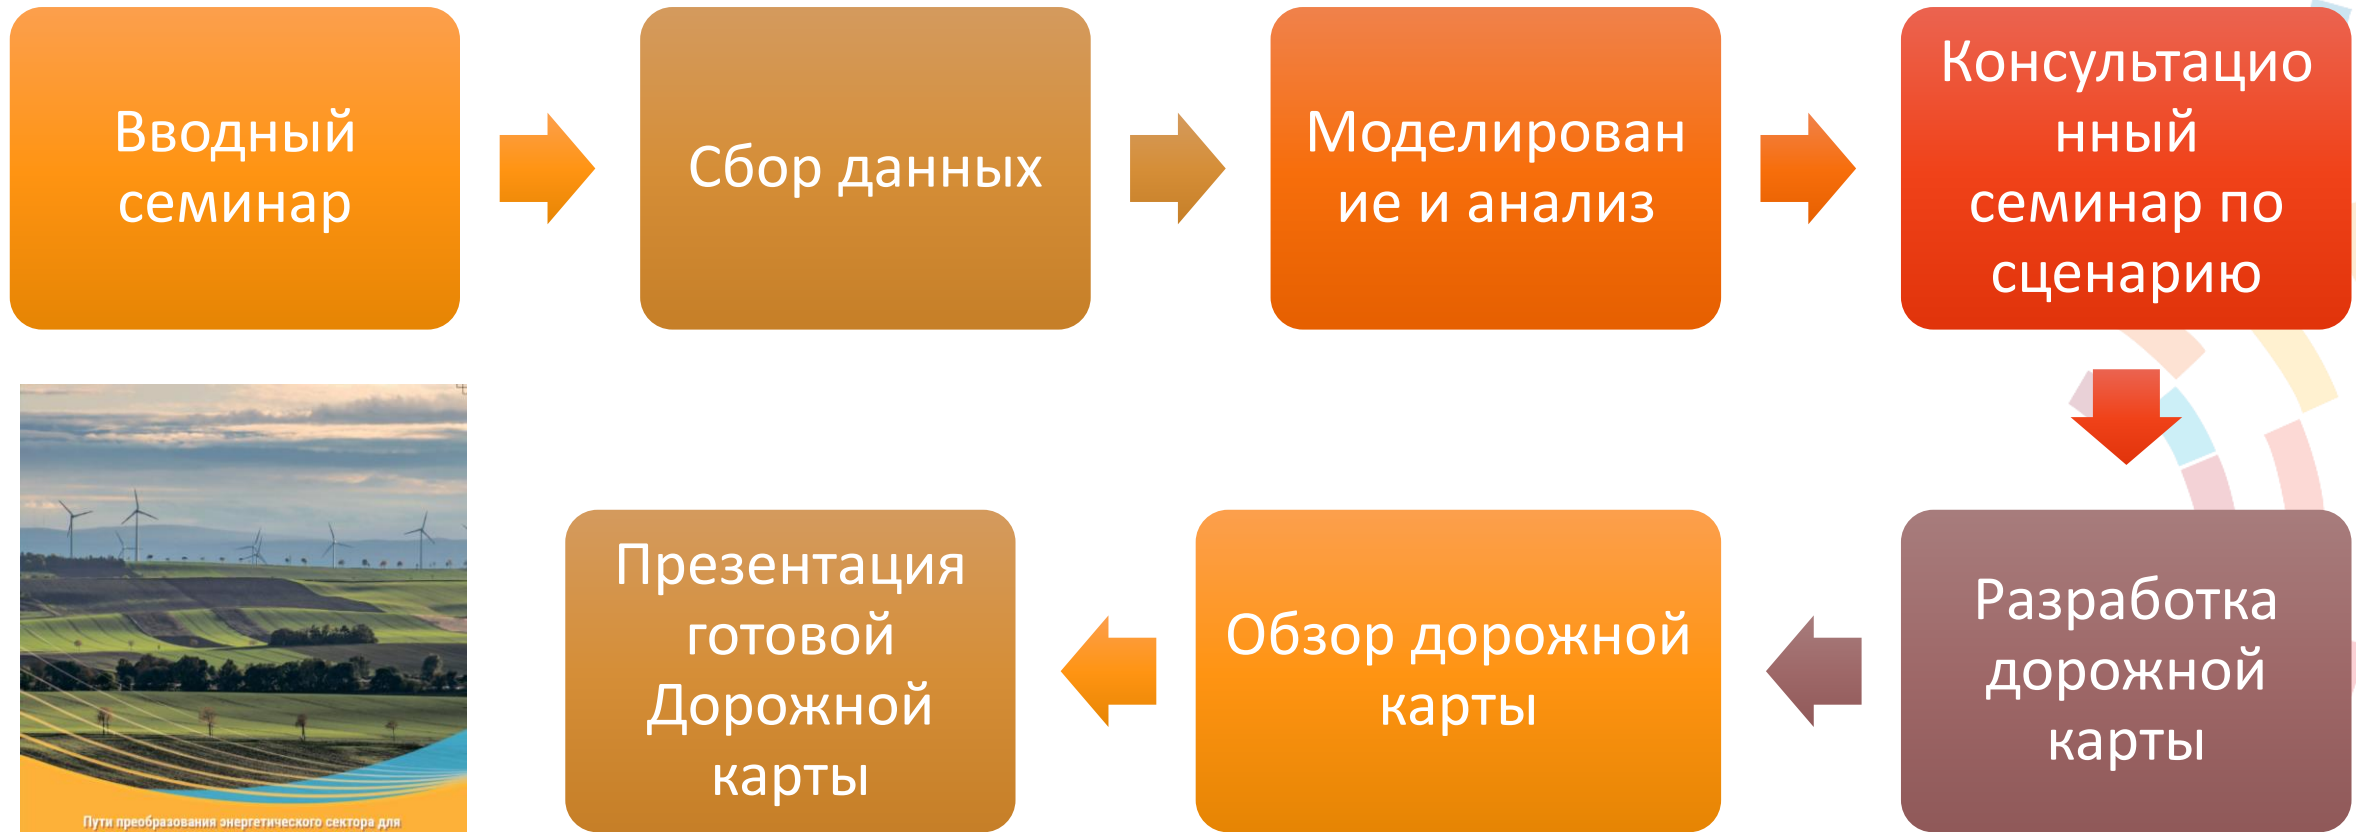 Вводный
семинар
Сбор данных
Моделирован
ие и анализ
Консультацио
нный
семинар по
сценарию
Разработка
дорожной
карты
Обзор дорожной
карты
Презентация
готовой
Дорожной
карты
Пути преобразования энергетического сектора для